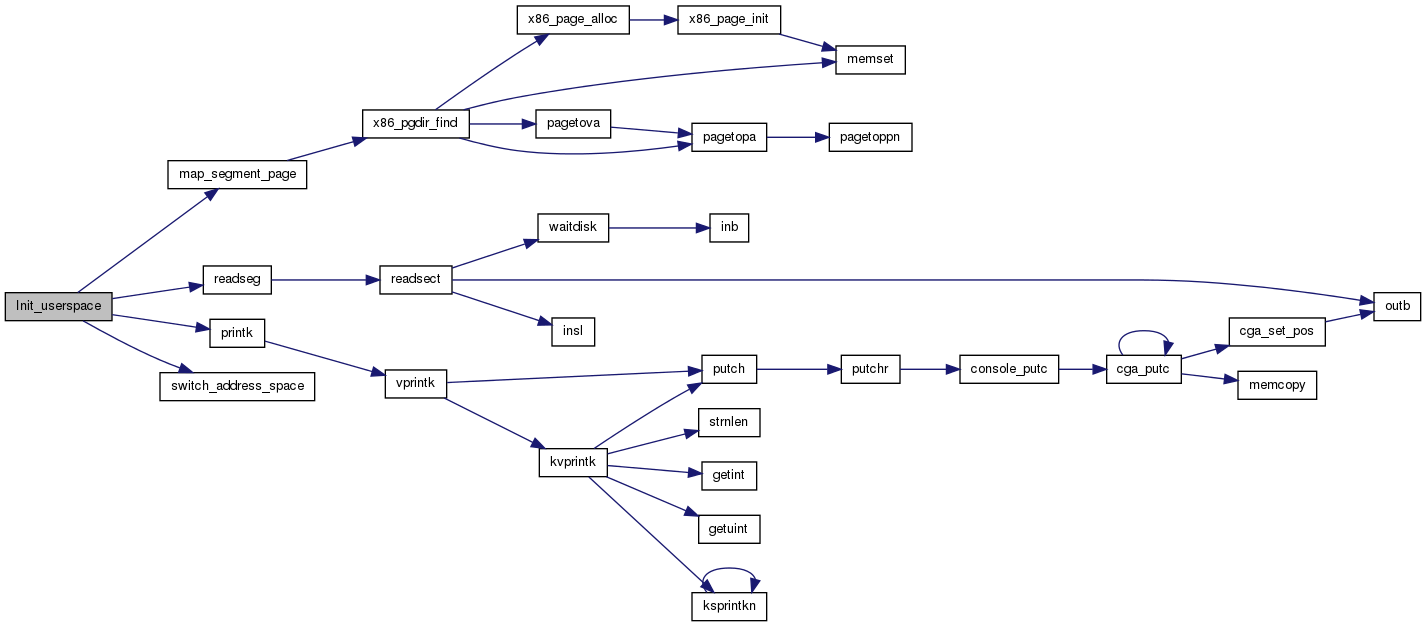 x86_page_alloc
x86_page_init
memset
x86_pgdir_find
pagetova
pagetopa
pagetoppn
map_segment_page
waitdisk
inb
Init_userspace
readseg
readsect
outb
printk
insl
cga_set_pos
switch_address_space
vprintk
putch
putchr
console_putc
cga_putc
memcopy
strnlen
kvprintk
getint
getuint
ksprintkn